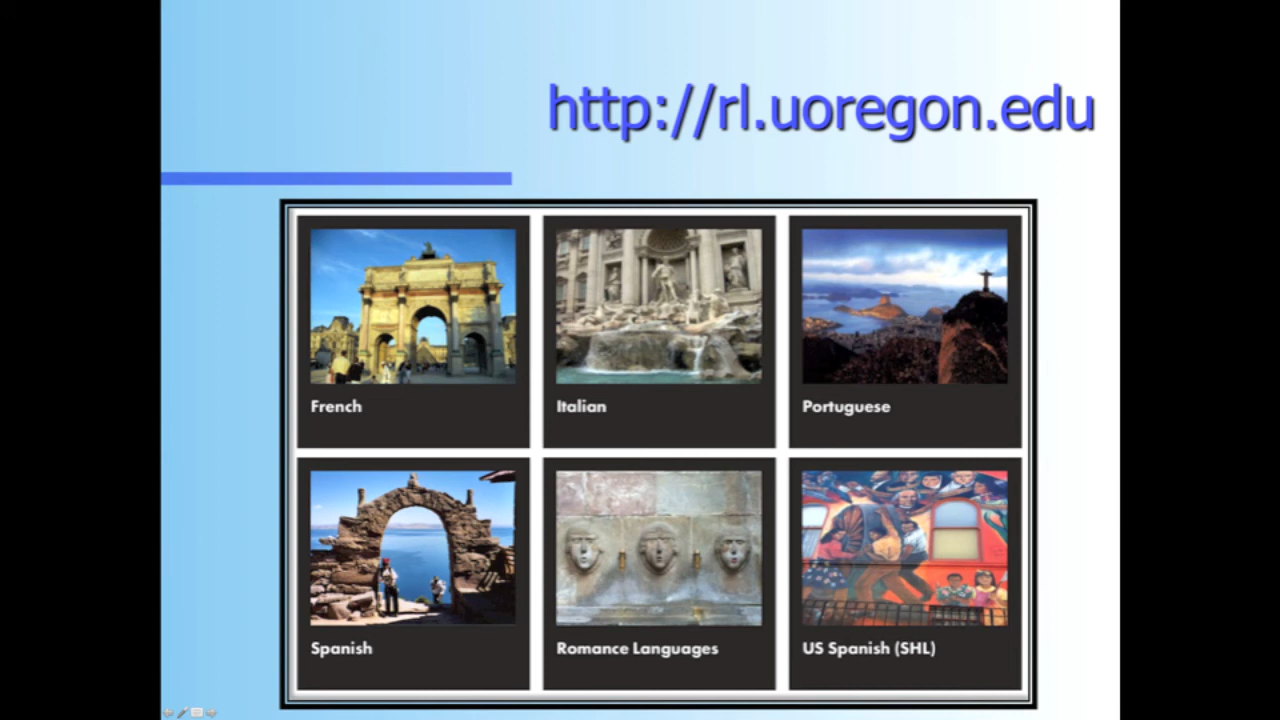 http://rl.uoregon.edu
French
Italian
Portuguese
Spanish
Romance Languages
US Spanish (SHL)